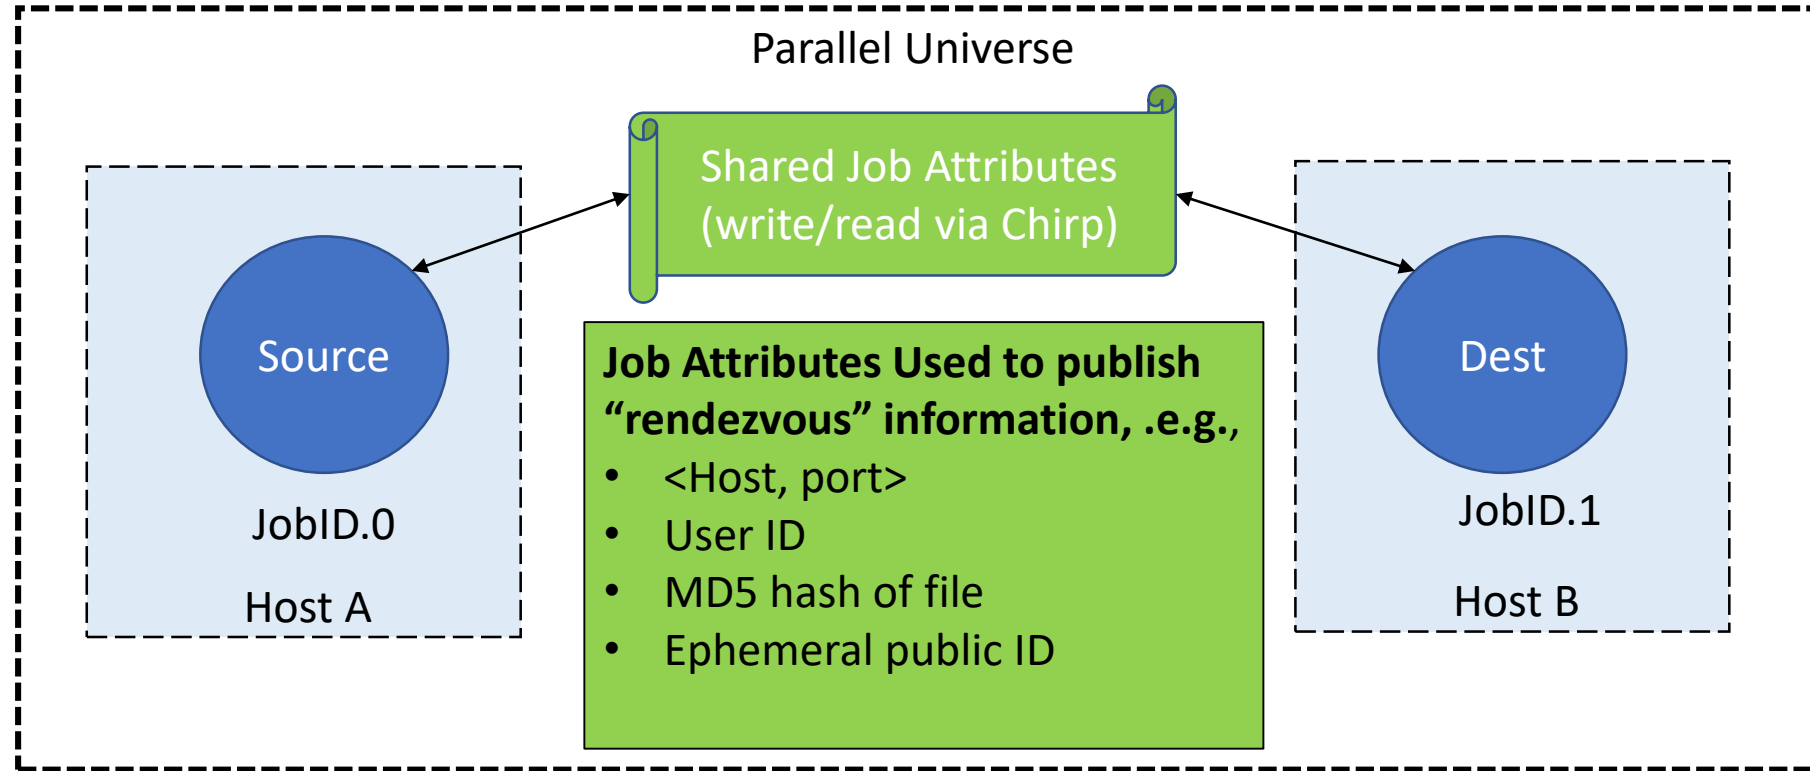 Parallel Universe
Shared Job Attributes
(write/read via Chirp)
Source
JobID.0
Host A
Job Attributes Used to publish
“rendezvous” information, .e.g.,
• <Host, port>
• User ID
• MD5 hash of file
• Ephemeral public ID
Dest
JobID.1
Host B